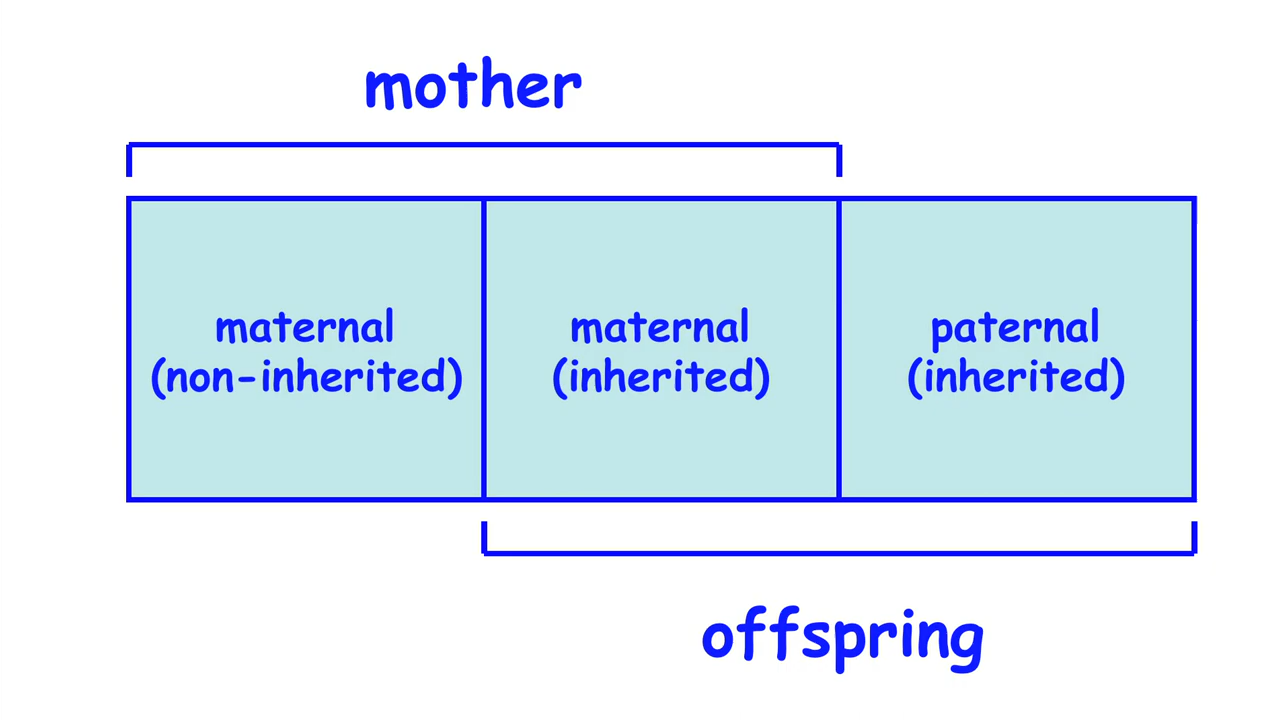 mother
maternal
(non-inherited)
maternal
(inherited)
paternal
(inherited)
offspring